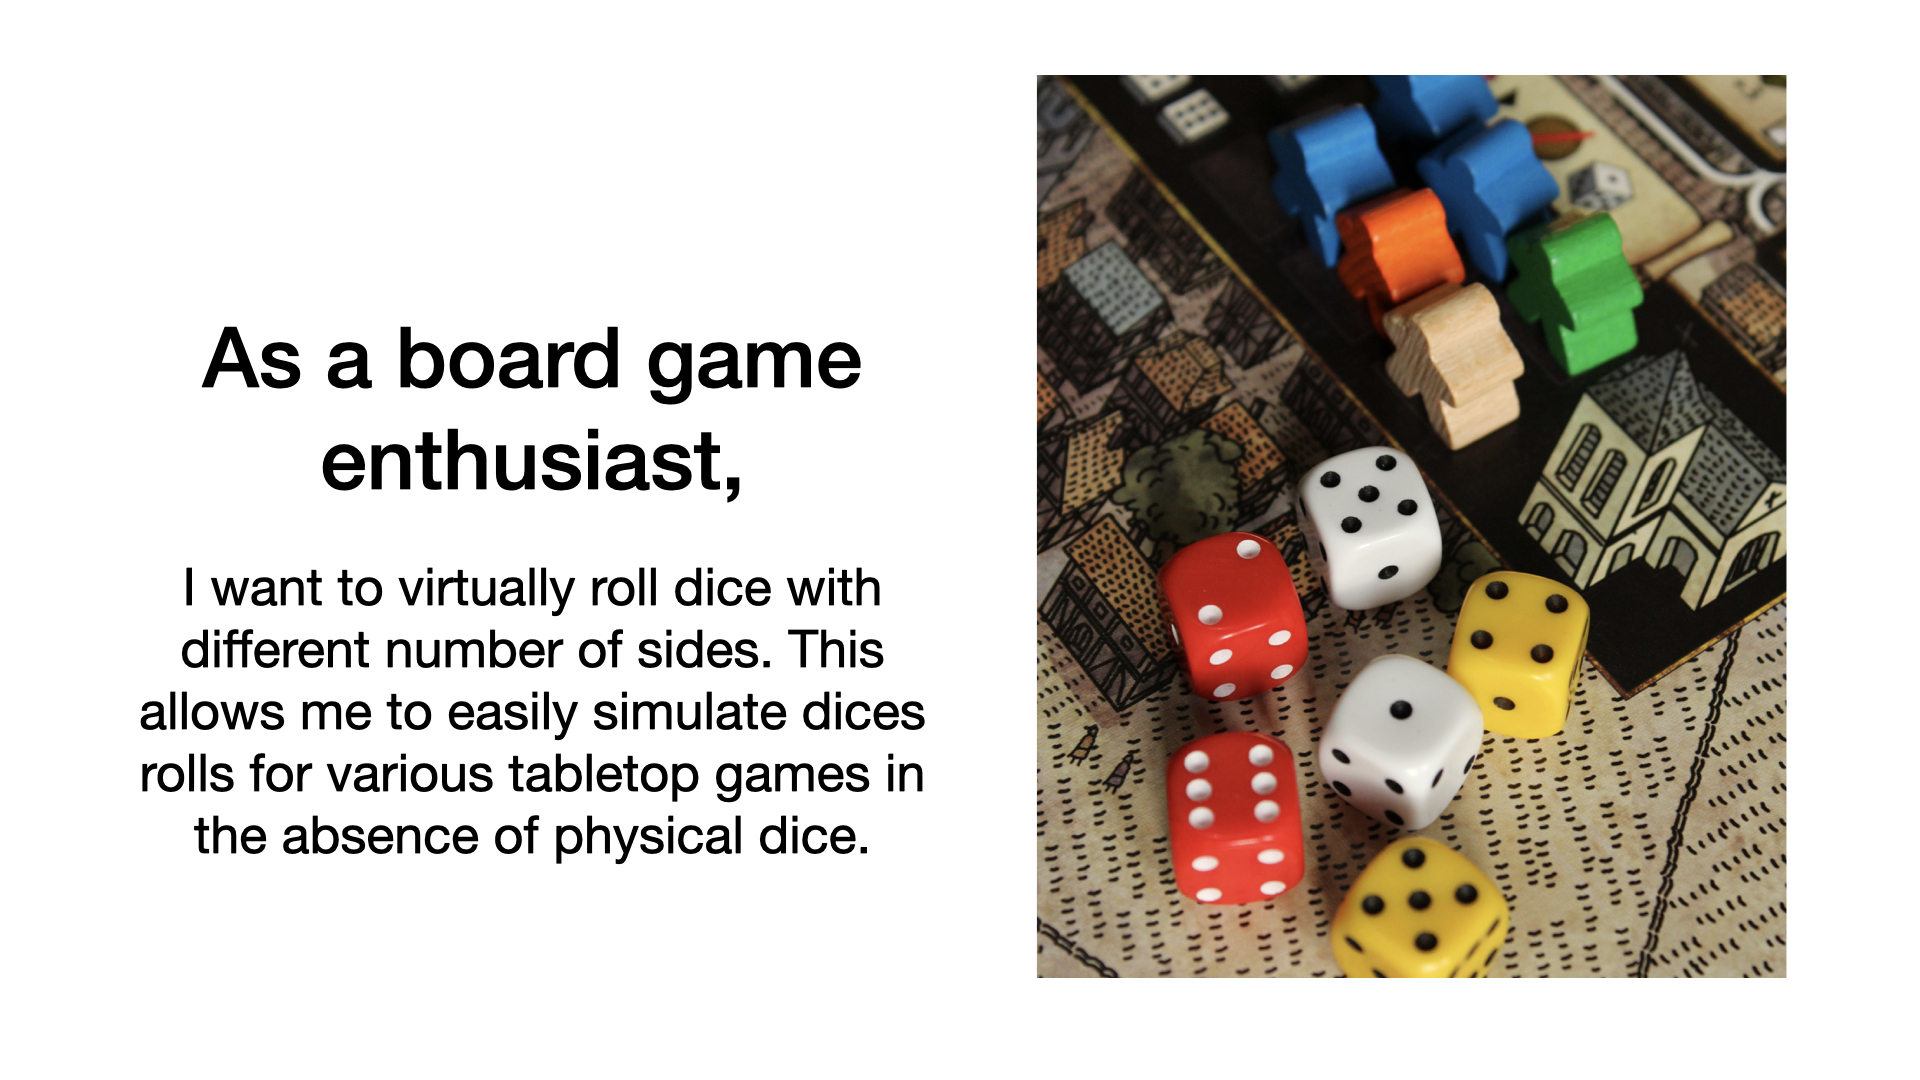 As a board game
enthusiast,
I want to virtually roll dice with
different number of sides. This
allows me to easily simulate dices
rolls for various tabletop games in
the absence of physical dice.